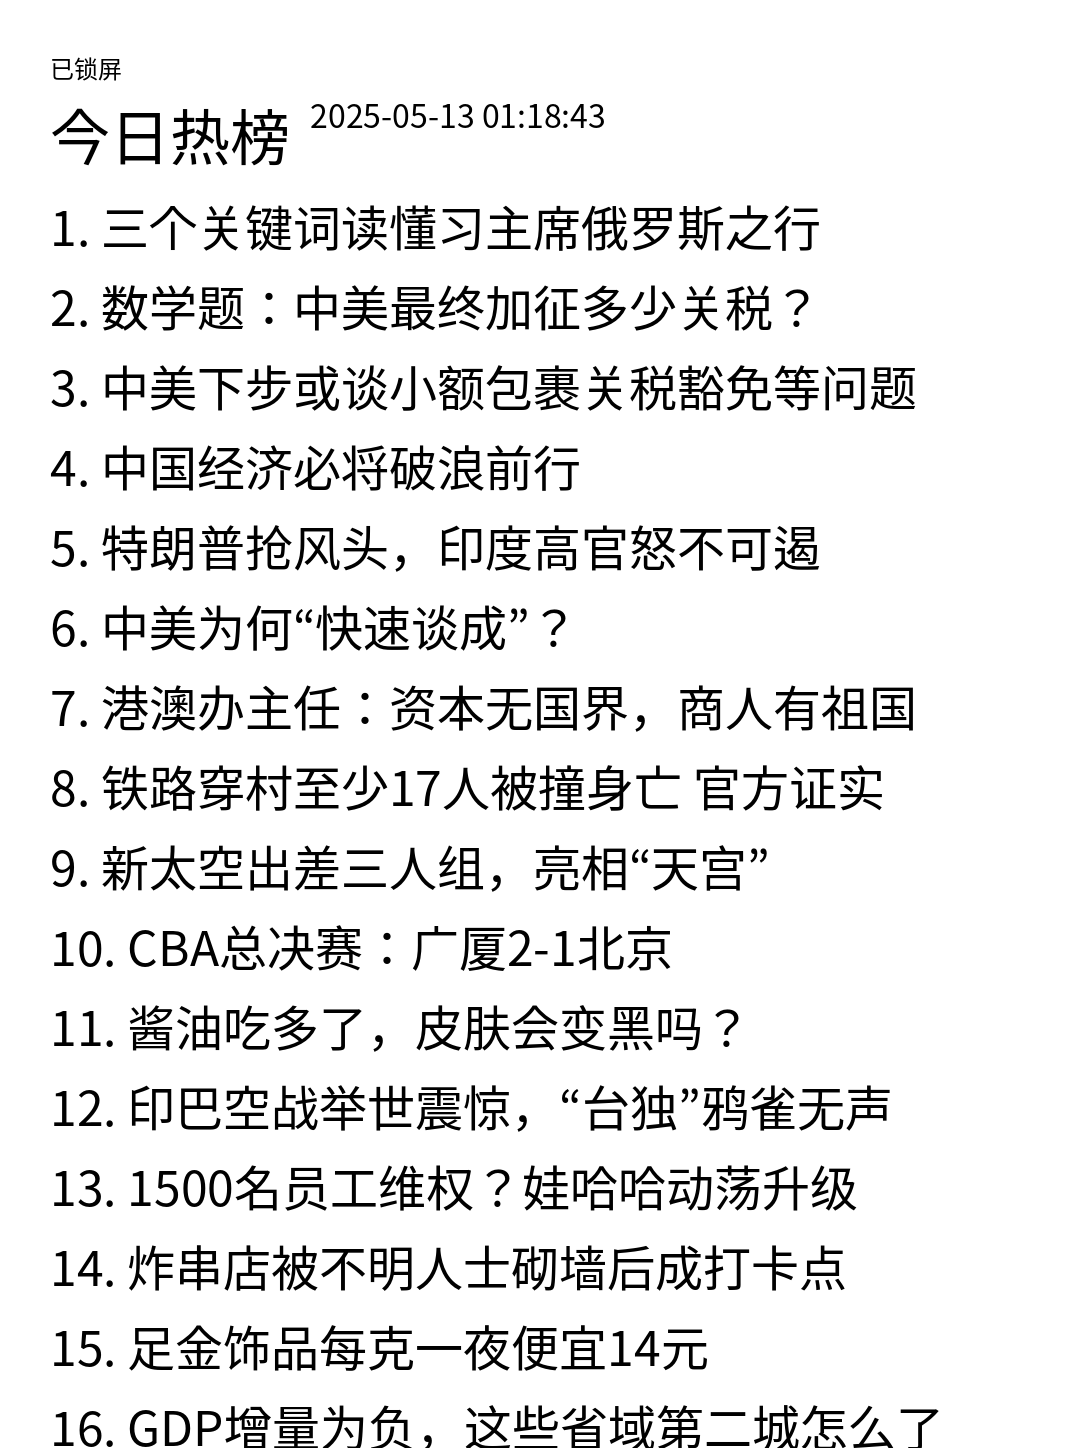 已锁屏
今日热榜 2025-05-13 01:18:43
1. 三个关键词读懂习主席俄罗斯之行
2. 数学题：中美最终加征多少关税？
3. 中美下步或谈小额包裹关税豁免等问题
4. 中国经济必将破浪前行
5. 特朗普抢风头，印度高官怒不可遏
6. 中美为何“快速谈成”？
7. 港澳办主任：资本无国界，商人有祖国
8. 铁路穿村至少17人被撞身亡 官方证实
9. 新太空出差三人组，亮相“天宫”
10. CBA总决赛：广厦2-1北京
11. 酱油吃多了，皮肤会变黑吗？
12. 印巴空战举世震惊，“台独”鸦雀无声
13. 1500名员工维权？娃哈哈动荡升级
14. 炸串店被不明人士砌墙后成打卡点
15. 足金饰品每克一夜便宜14元
16. GDP增量为负，这些省域第二城怎么了